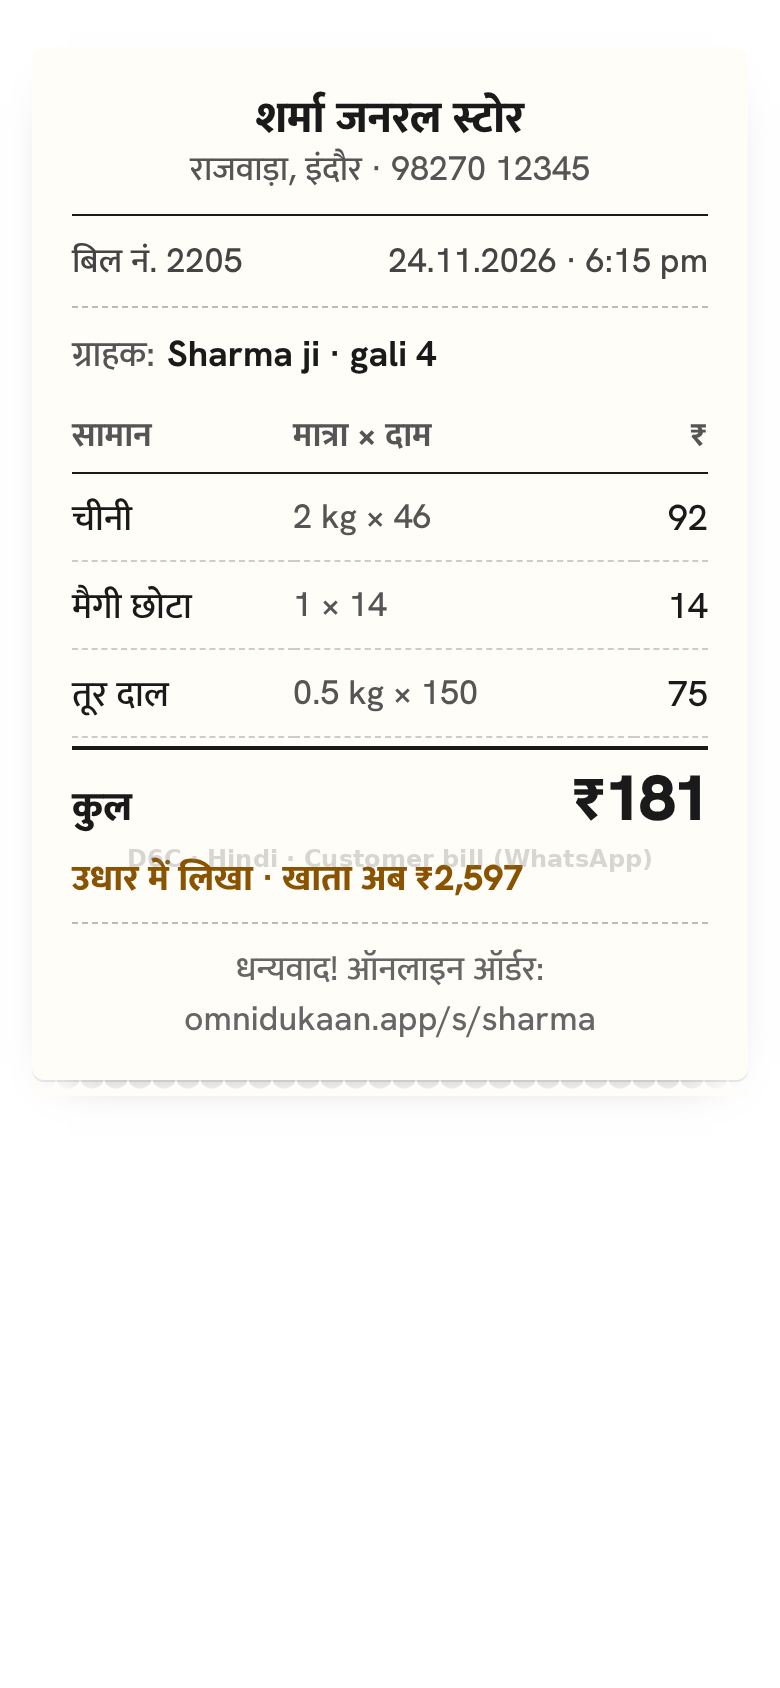 शर्मा जनरल स्टोर
राजवाड़ा, इंदौर · 98270 12345
बिल नं. 2205 24.11.2026 · 6:15 pm
ग्राहक: Sharma ji · gali 4
सामान मात्रा × दाम ₹
चीनी 2 kg × 46 92
मैगी छोटा 1 × 14 14
तूर दाल 0.5 kg × 150 75
कुल ₹181
D6C · Hindi · Customer bill (WhatsApp)
उधार में लिखा · खाता अब ₹2,597
धन्यवाद! ऑनलाइन ऑर्डर:
omnidukaan.app/s/sharma